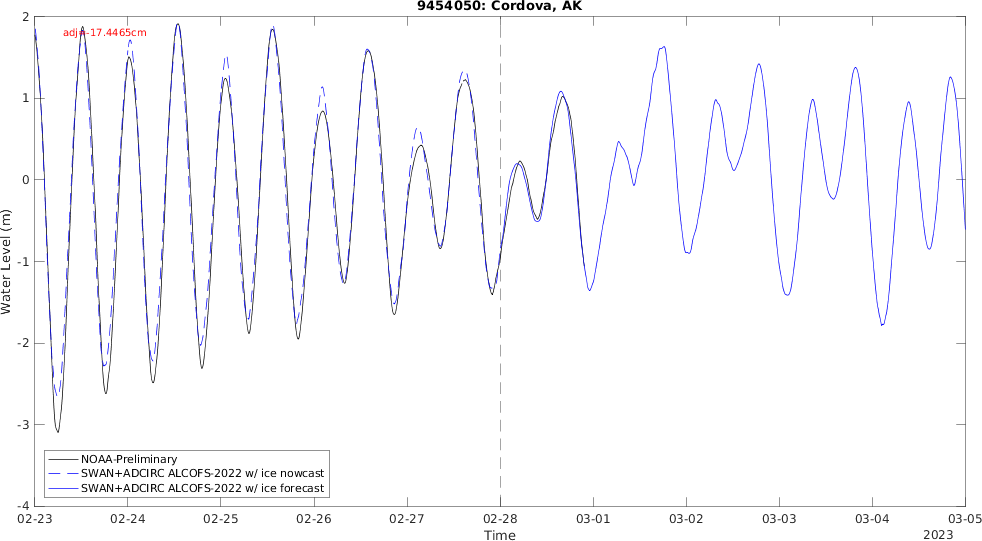 9454050: Cordova, AK
adjn-17.4465cm
2
1
0
-1
-2
-3
-4
Water Level (m)
NOAA-Preliminary
SWAN+ADCIRC ALCOFS-2022 w/ ice nowcast
SWAN+ADCIRC ALCOFS-2022 w/ ice forecast
02-23 02-24 02-25 02-26 02-27 02-28 03-01 03-02 03-03 03-04 03-05
Time
2023